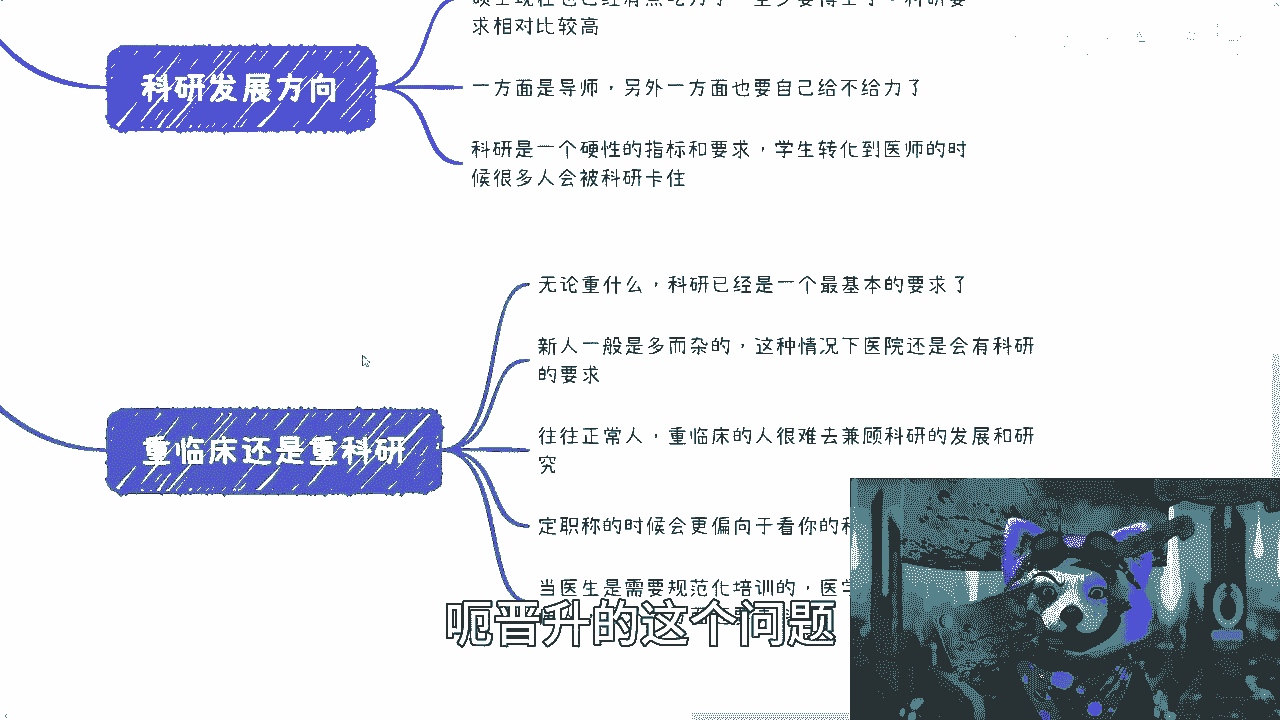 求相对比较高
科研发展方向
一方面是导师，另外一方面也要自己给不给力了
科研是一个硬性的指标和要求，学生转化到医师的时
候很多人会被科研卡住
无论重什么，科研已经是一个最基本的要求了
新人一般是多而杂的，这种情况下医院还是会有科研
的要求
往往正常人，重临床的人很难去兼顾科研的发展和研
究
重临床还是重科研
定职称的时候会更偏向于看你的科
当医生是需要规范化培训的，医学
呃晋升的这个问题